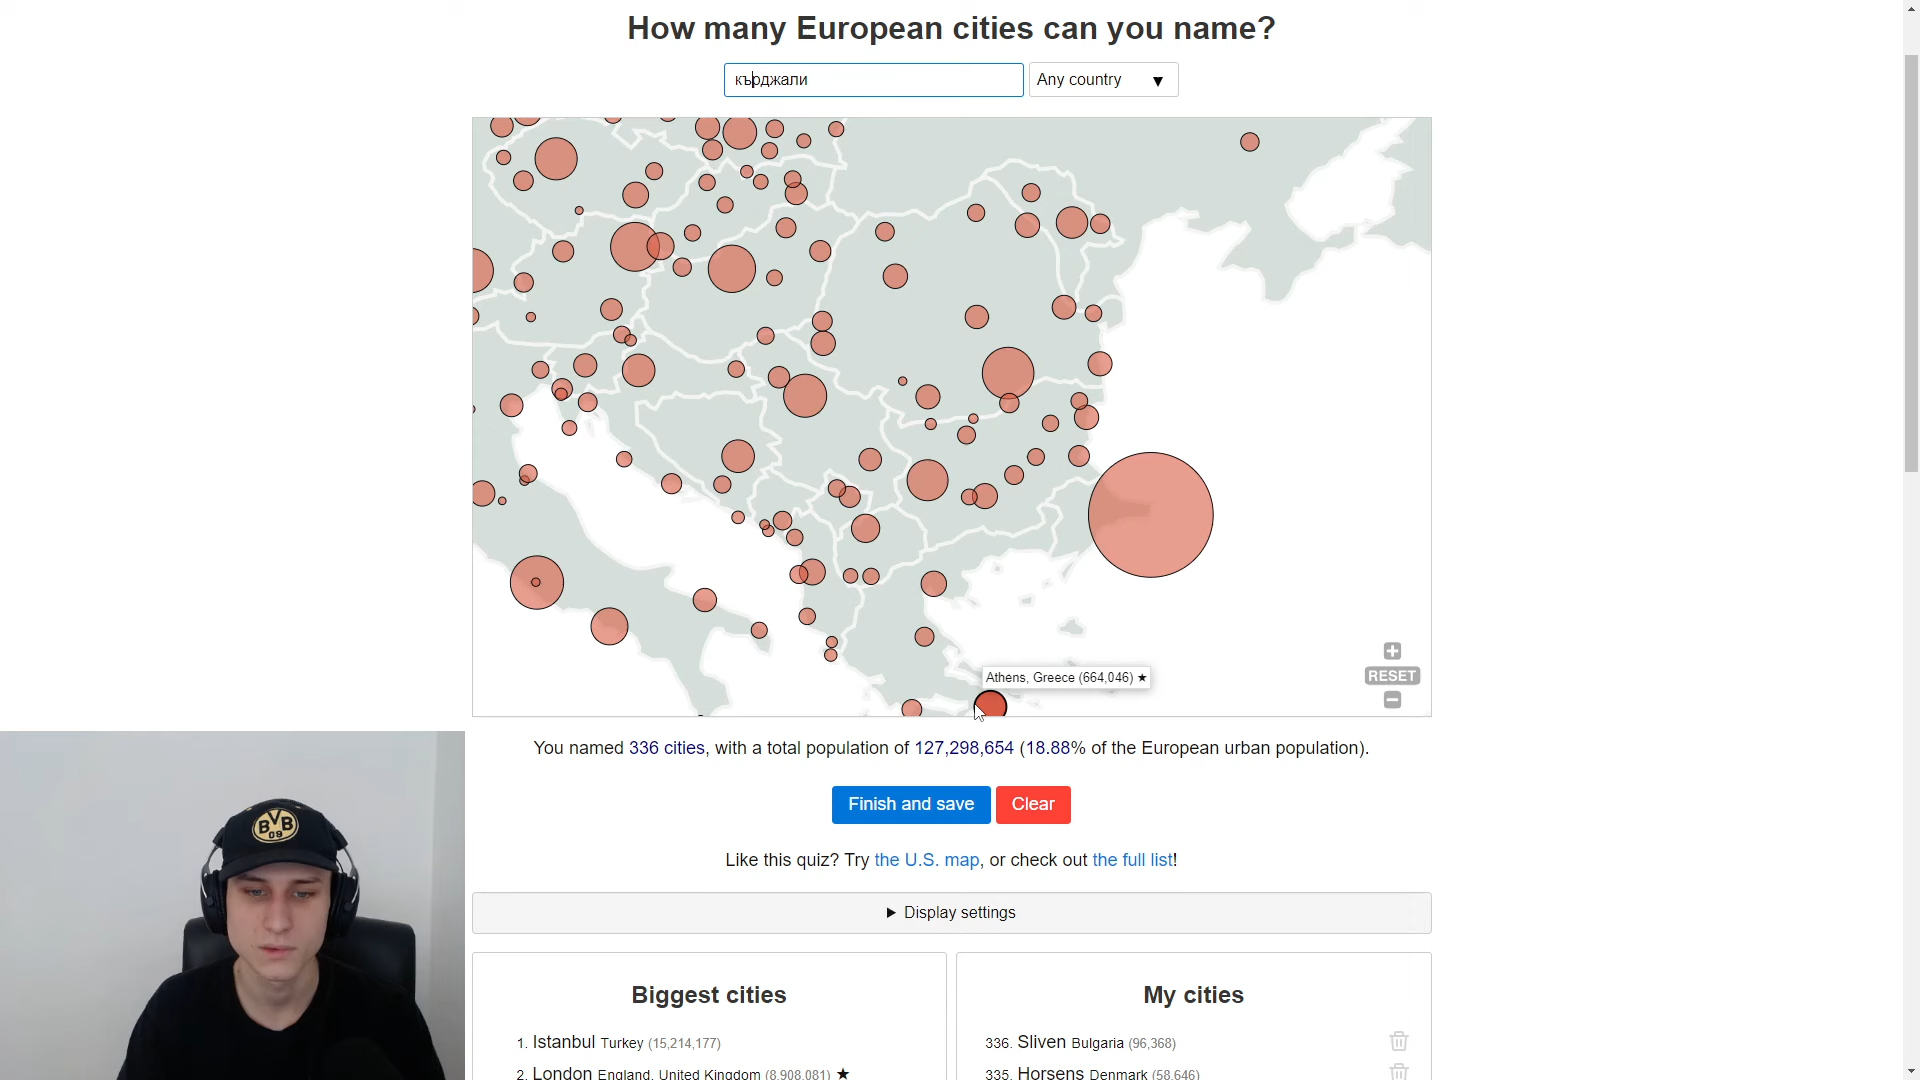 How many European cities can you name?
кърджали
Any country ▼
Athens, Greece (664,046) ★
RESET
You named 336 cities, with a total population of 127,298,654 (18.88% of the European urban population).
Finish and save
Clear
Like this quiz? Try the U.S. map, or check out the full list!
▶ Display settings
BVB
09
Biggest cities
1. Istanbul Turkey (15,214,177)
2. London England, United Kingdom (8,908,081) ★
My cities
336. Sliven Bulgaria (96,368)
335. Horsens Denmark (58,646)